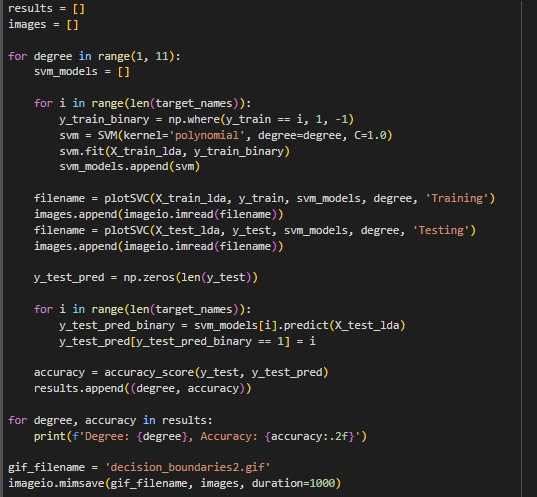 results = []
images = []
for degree in range(1, 11):
    svm_models = []
    for i in range(len(target_names)):
        y_train_binary = np.where(y_train == i, 1, -1)
        svm = SVM(kernel='polynomial', degree=degree, C=1.0)
        svm.fit(X_train_lda, y_train_binary)
        svm_models.append(svm)
    filename = plotSVC(X_train_lda, y_train, svm_models, degree, 'Training')
    images.append(imageio.imread(filename))
    filename = plotSVC(X_test_lda, y_test, svm_models, degree, 'Testing')
    images.append(imageio.imread(filename))
    y_test_pred = np.zeros(len(y_test))
    for i in range(len(target_names)):
        y_test_pred_binary = svm_models[i].predict(X_test_lda)
        y_test_pred[y_test_pred_binary == 1] = i
    accuracy = accuracy_score(y_test, y_test_pred)
    results.append((degree, accuracy))
for degree, accuracy in results:
    print(f'Degree: {degree}, Accuracy: {accuracy:.2f}')
gif_filename = 'decision_boundaries2.gif'
imageio.mimsave(gif_filename, images, duration=1000)